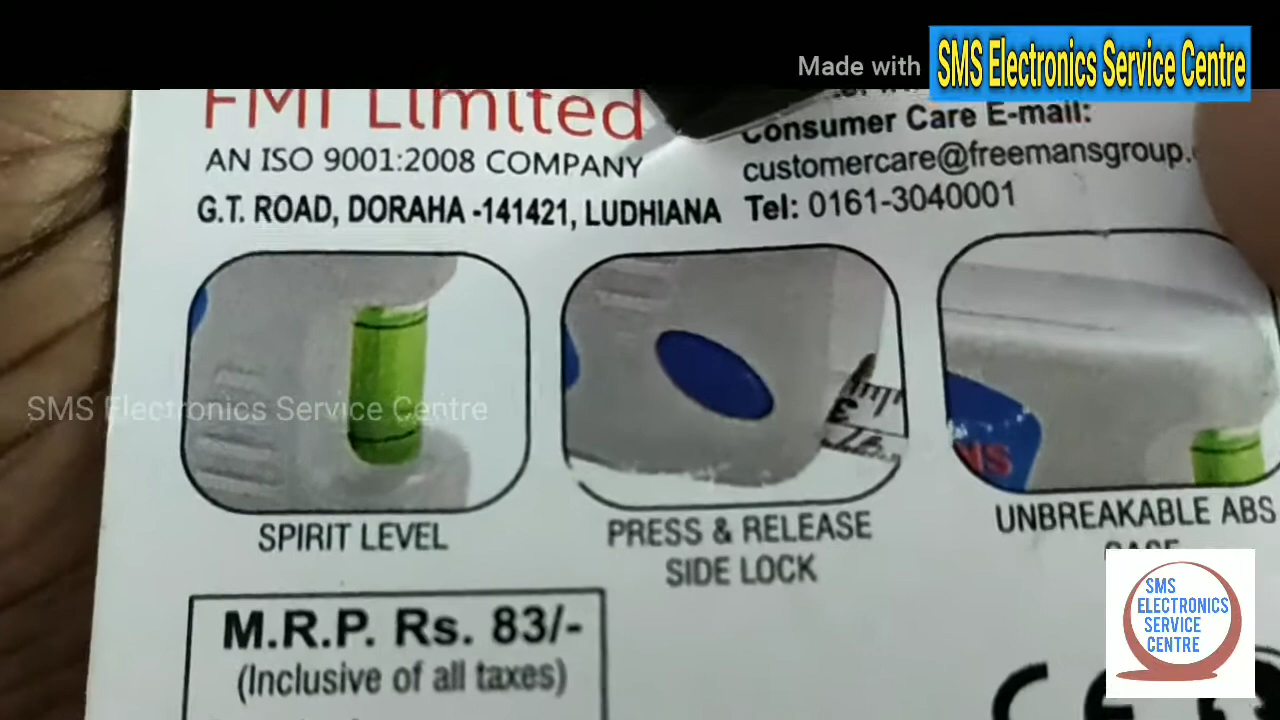 Made with SMS Electronics Service Centre
FMI Limited
AN ISO 9001:2008 COMPANY
G.T. ROAD, DORAHA -141421, LUDHIANA
Consumer Care E-mail:
customercare@freemansgroup.
Tel: 0161-3040001
SMS Electronics Service Centre
SPIRIT LEVEL
PRESS & RELEASE
SIDE LOCK
UNBREAKABLE ABS
M.R.P. Rs. 83/-
(Inclusive of all taxes)
SMS
ELECTRONICS
SERVICE
CENTRE